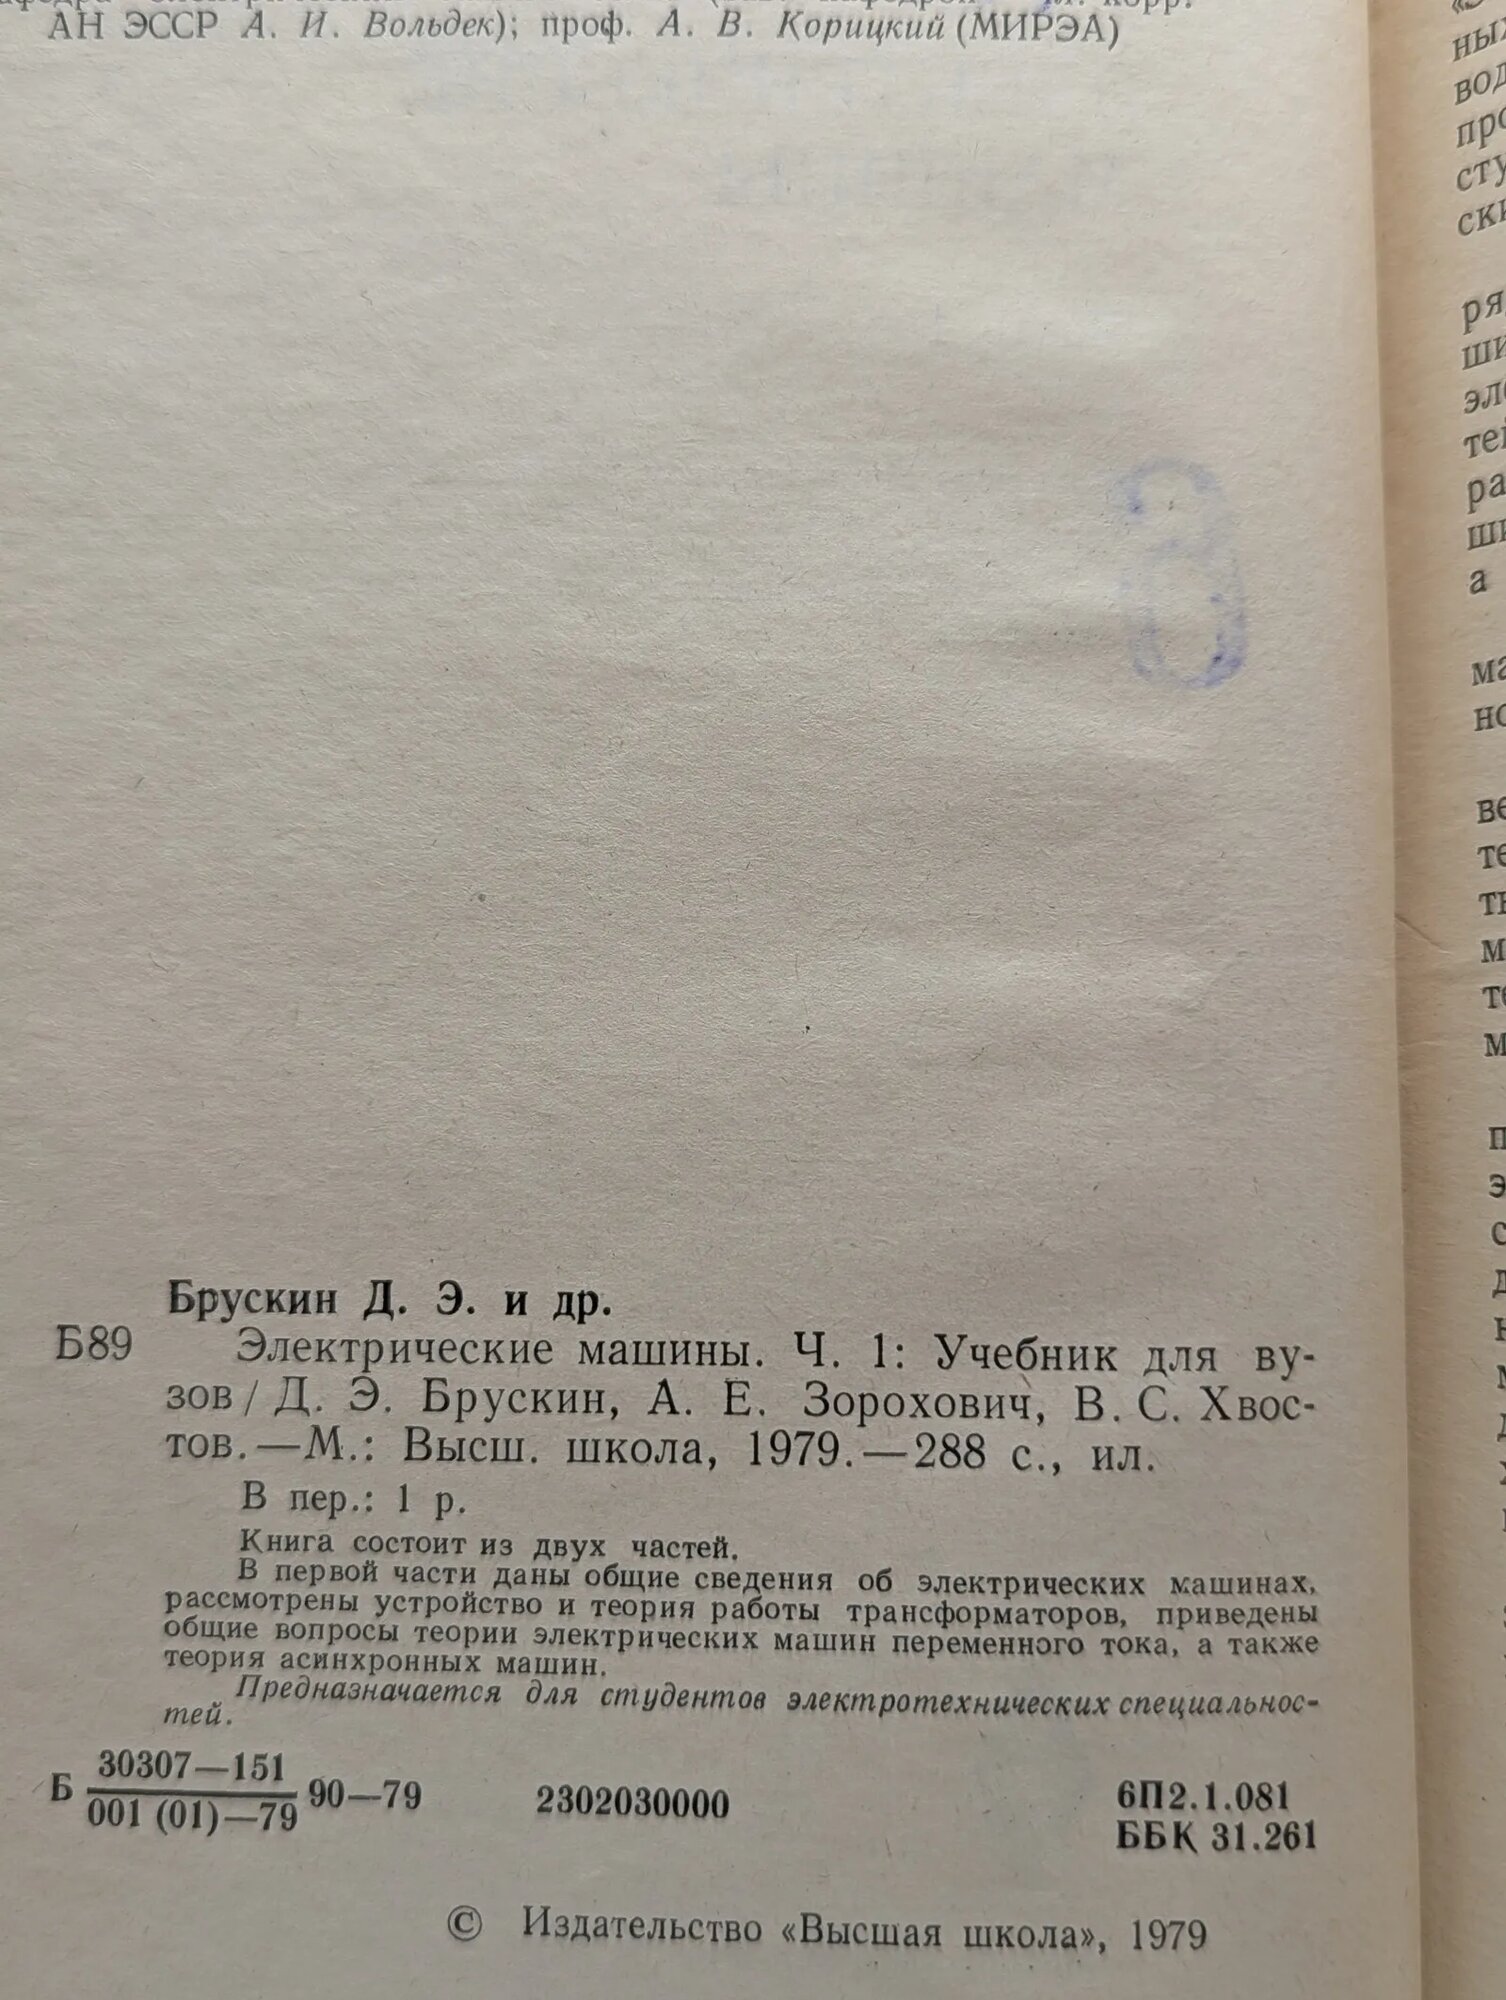 АН ЭССР А. И. Вольдек); проф. А. В. Корицкий (МИРЭА)
Брускин Д. Э. и др.
Б89 Электрические машины. Ч. 1: Учебник для ву-
зов / Д. Э. Брускин, А. Е. Зорохович, В. С. Хвос-
тов.—М.: Высш. школа, 1979.—288 с., ил.
В пер.: 1 р.
Книга состоит из двух частей.
В первой части даны общие сведения об электрических машинах,
рассмотрены устройство и теория работы трансформаторов, приведены
общие вопросы теории электрических машин переменного тока, а также
теория асинхронных машин.
Предназначается для студентов электротехнических специальнос-
тей.
Б 30307—151
001 (01)—79 90—79 2302030000 6П2.1.081
ББК 31.261
© Издательство «Высшая школа», 1979